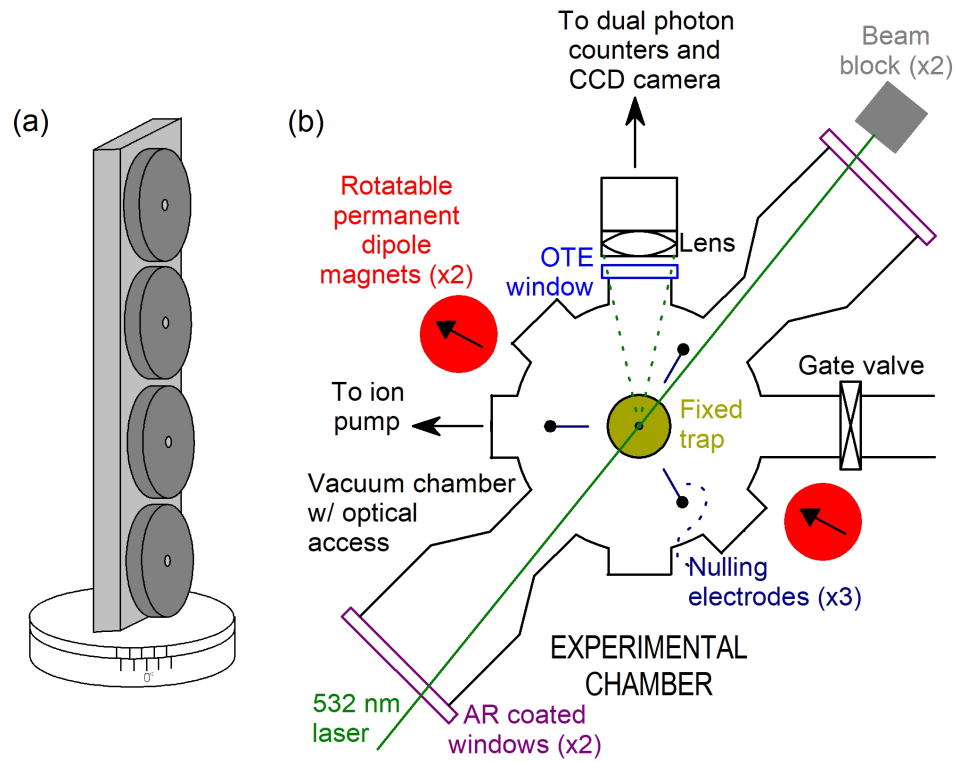 (a)
0°
(b)
To dual photon
counters and
CCD camera
Beam
block (x2)
Rotatable
permanent
dipole
magnets (x2)
Lens
OTE
window
Gate valve
To ion
pump
Fixed
trap
Vacuum chamber
w/ optical
access
Nulling
electrodes (x3)
EXPERIMENTAL
CHAMBER
532 nm
laser
AR coated
windows (x2)